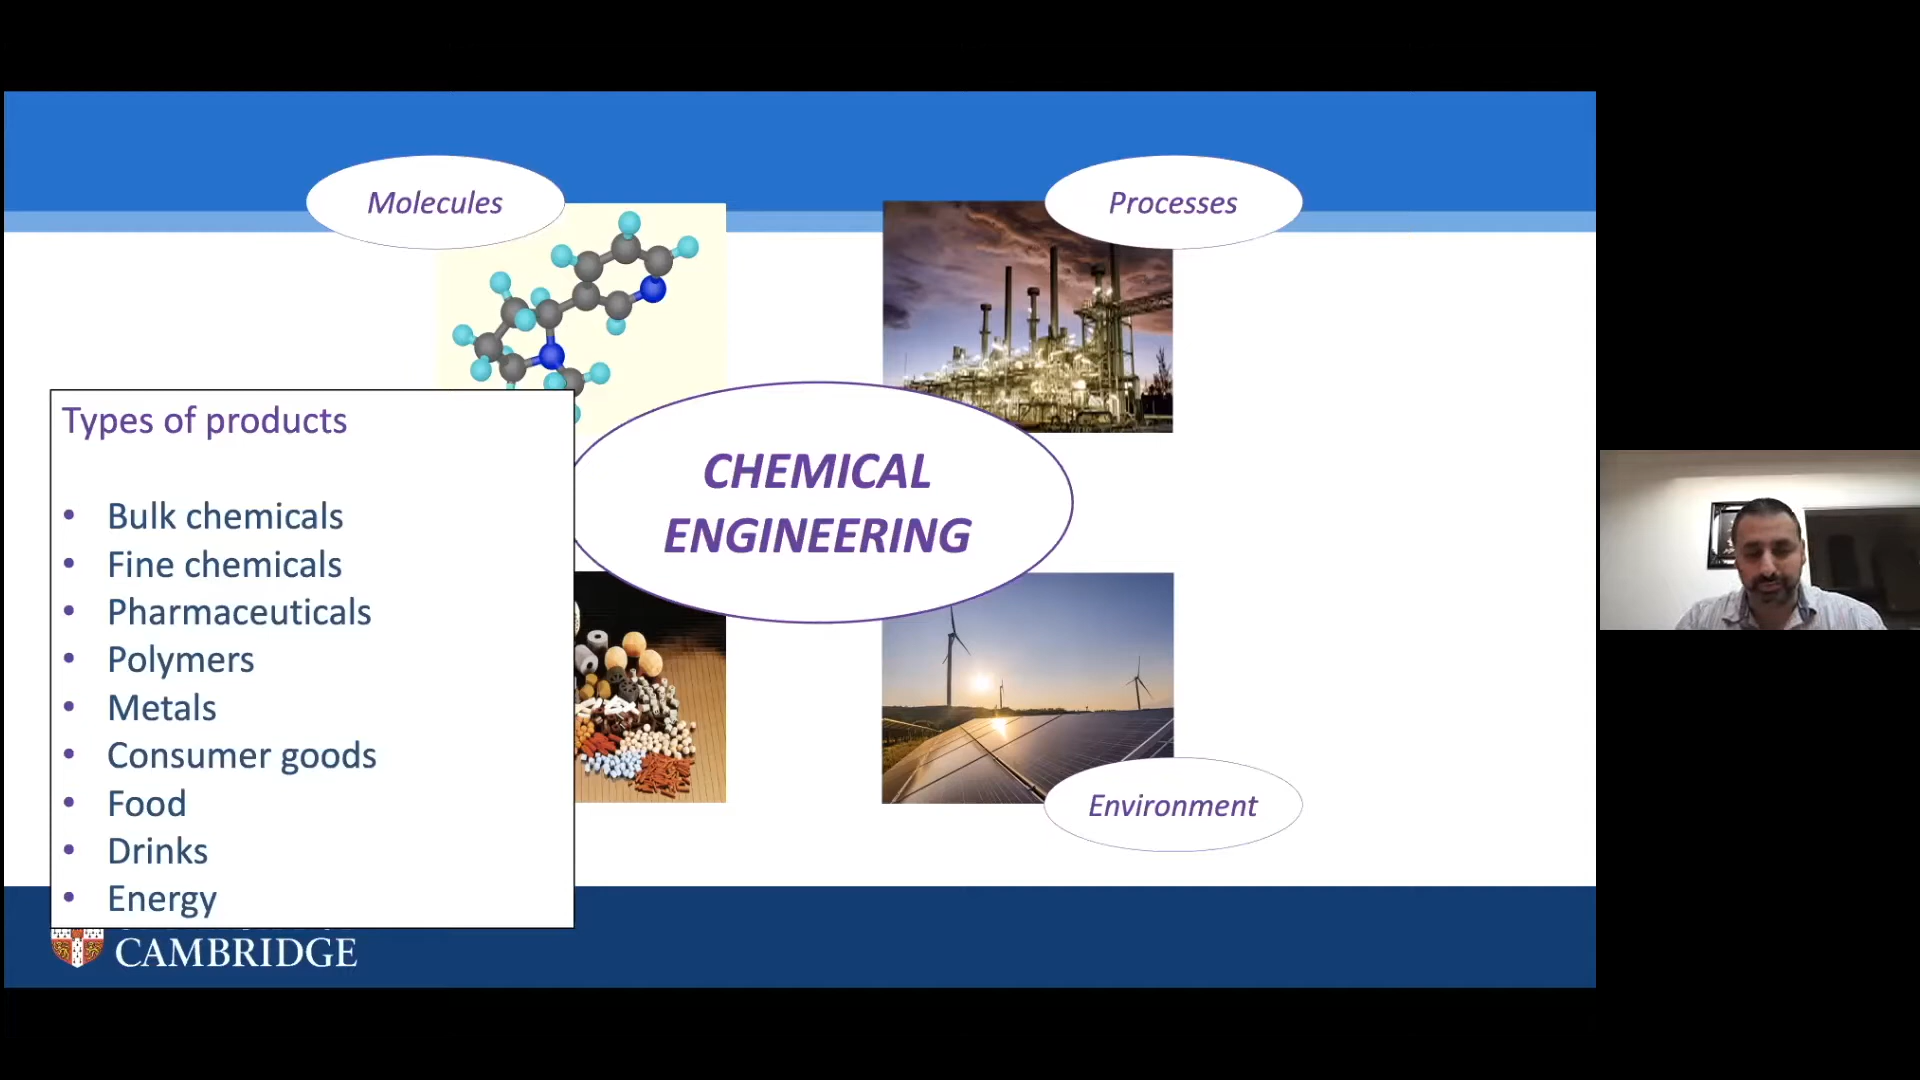 Molecules
Processes
Types of products
• Bulk chemicals
• Fine chemicals
• Pharmaceuticals
• Polymers
• Metals
• Consumer goods
• Food
• Drinks
• Energy
CHEMICAL
ENGINEERING
Environment
CAMBRIDGE